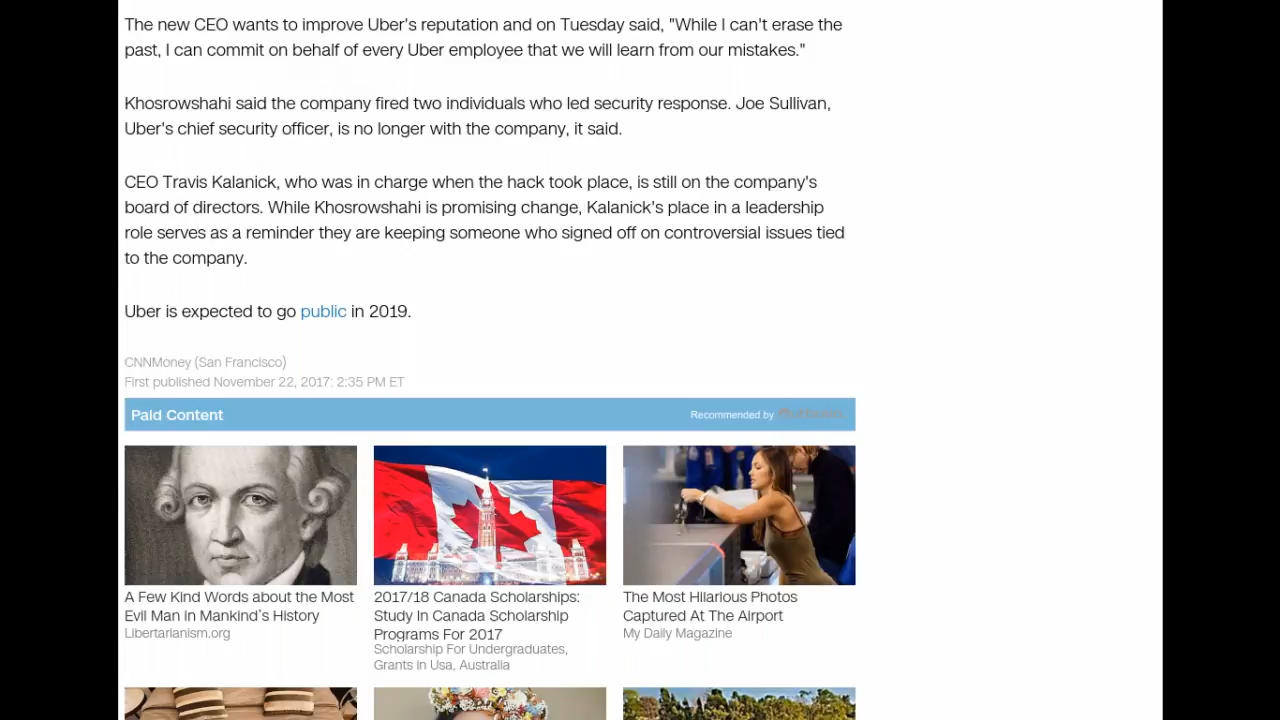 The new CEO wants to improve Uber's reputation and on Tuesday said, "While I can't erase the
past, I can commit on behalf of every Uber employee that we will learn from our mistakes."
Khosrowshahi said the company fired two individuals who led security response. Joe Sullivan,
Uber's chief security officer, is no longer with the company, it said.
CEO Travis Kalanick, who was in charge when the hack took place, is still on the company's
board of directors. While Khosrowshahi is promising change, Kalanick's place in a leadership
role serves as a reminder they are keeping someone who signed off on controversial issues tied
to the company.
Uber is expected to go public in 2019.
CNNMoney (San Francisco)
First published November 22, 2017: 2:35 PM ET
Paid Content
Recommended by
A Few Kind Words about the Most
Evil Man in Mankind's History
Libertarianism.org
2017/18 Canada Scholarships:
Study In Canada Scholarship
Programs For 2017
Scholarship For Undergraduates,
Grants in Usa, Australia
The Most Hilarious Photos
Captured At The Airport
My Daily Magazine